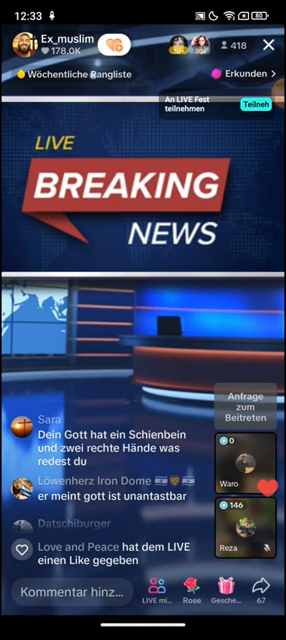 12:33
80
Ex_muslim
178.0K
418
Wöchentliche Rangliste
Erkunden >
An LIVE Fest
teilnehmen
Teilneh
LIVE
BREAKING
NEWS
Anfrage
zum
Beitreten
Sara
Dein Gott hat ein Schienbein
und zwei rechte Hände was
redest du
0
Waro
Löwenherz Iron Dome 🇮🇱🦁🇮🇱
er meint gott ist unantastbar
146
Reza
Datschiburger
Love and Peace hat dem LIVE
einen Like gegeben
Kommentar hinz...
LIVE mi...
Rose
Gesche...
67